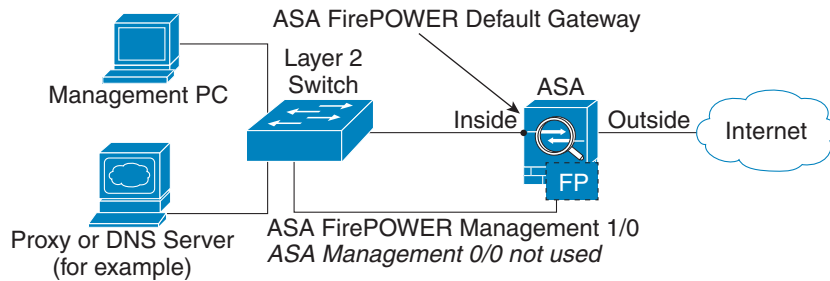 ASA FirePOWER Default Gateway
Layer 2
Switch
ASA
Management PC
Inside
Outside
Internet
FP
Proxy or DNS Server
(for example)
ASA FirePOWER Management 1/0
ASA Management 0/0 not used